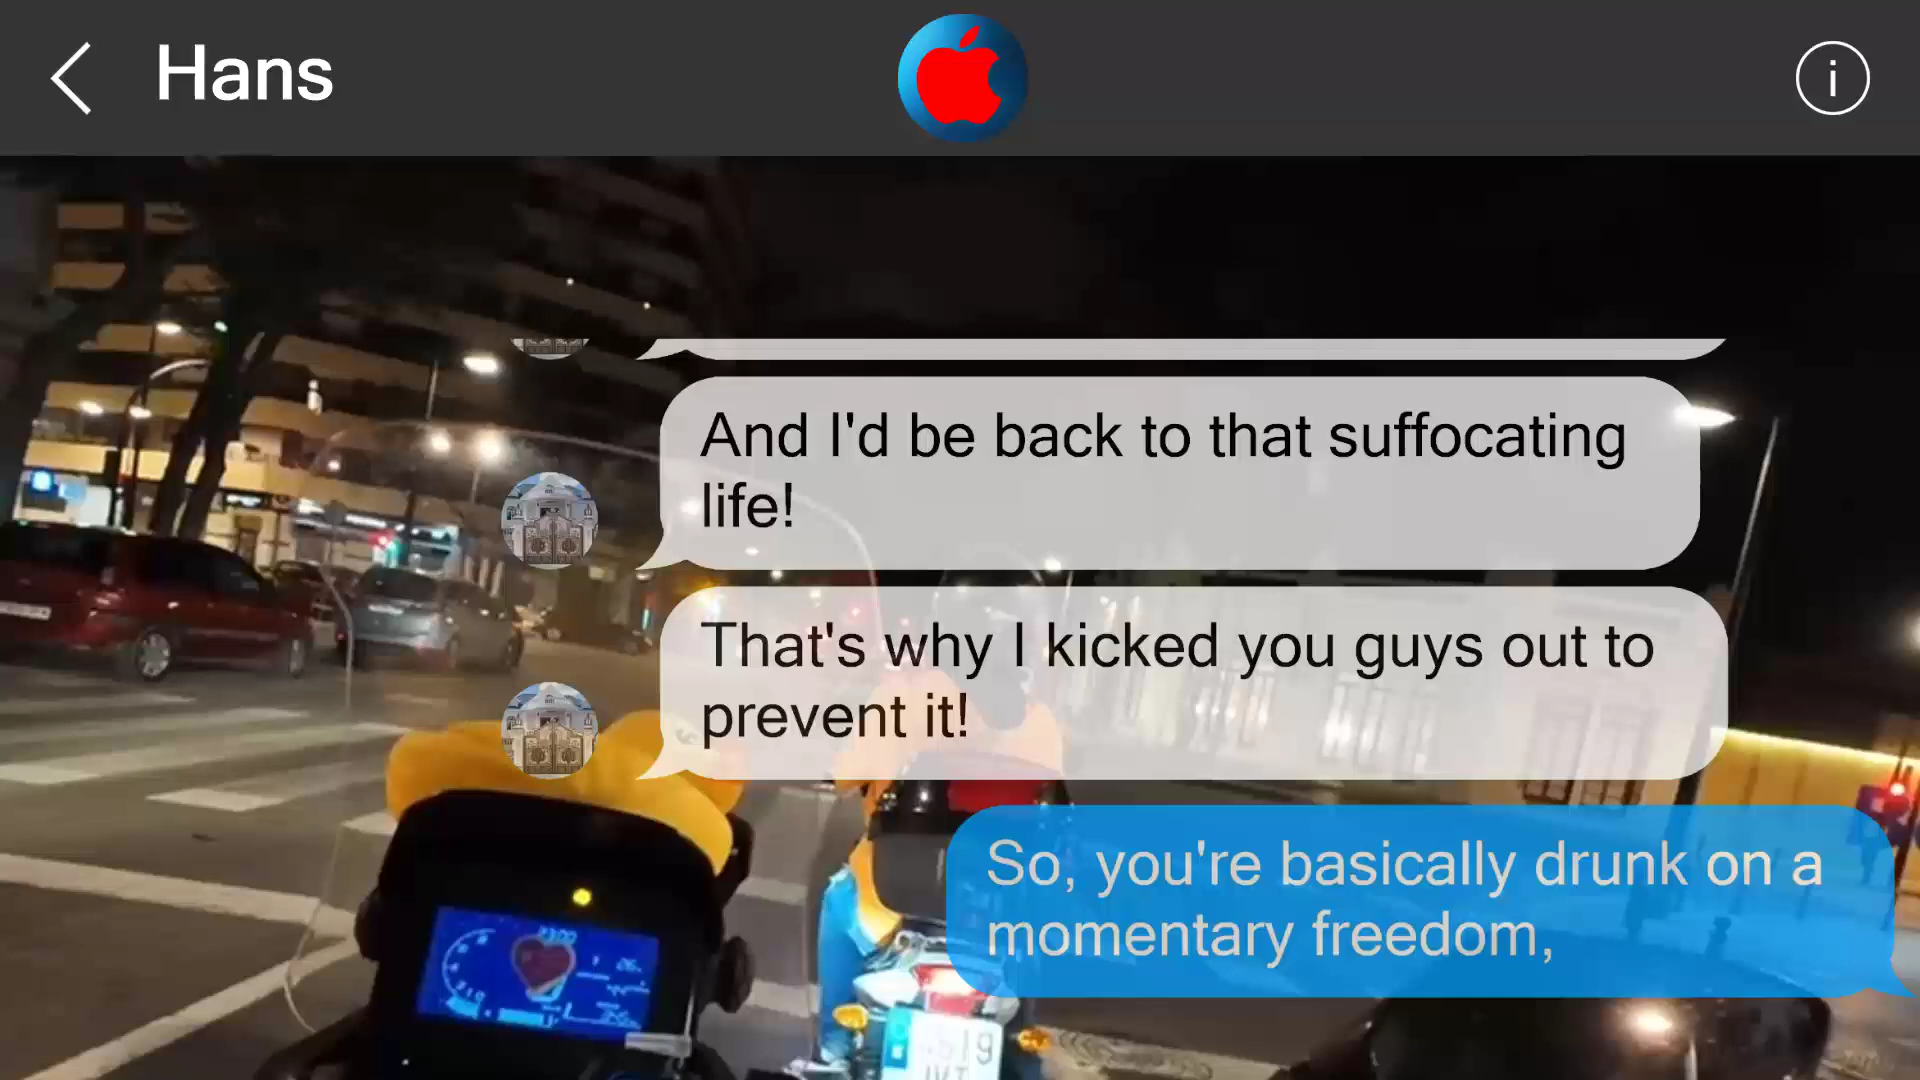 Hans
i
And I'd be back to that suffocating
life!
That's why I kicked you guys out to
prevent it!
So, you're basically drunk on a
momentary freedom,